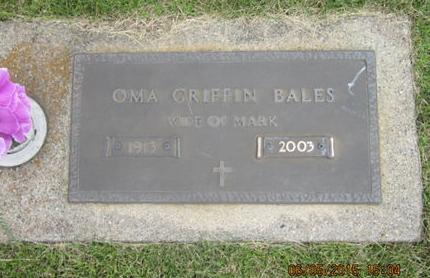 OMA GRIFFIN BALES
WIFE OF MARK
1913 2003
06/05/2015 15:04